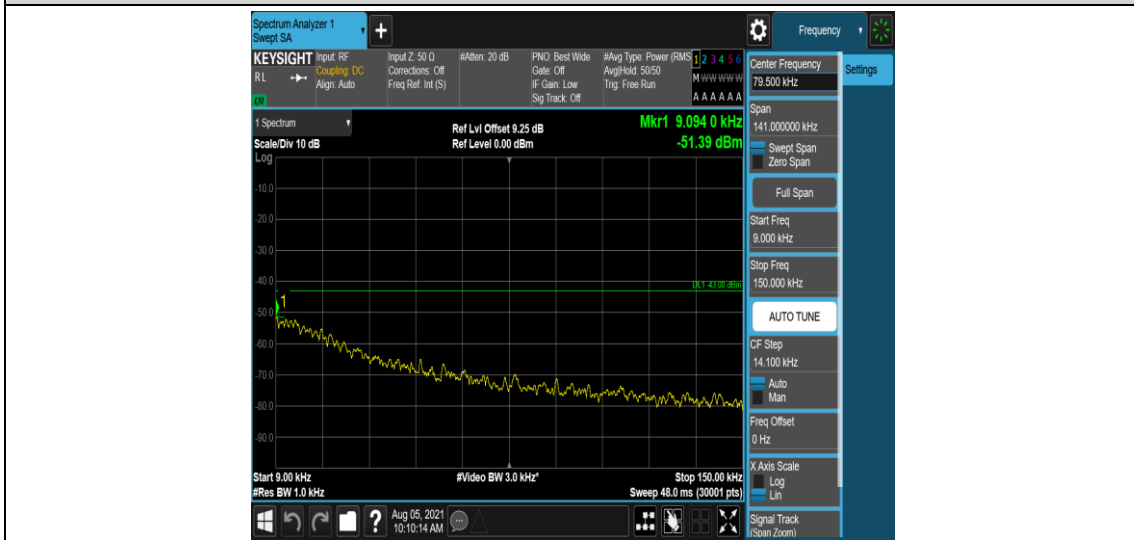 Spectrum Analyzer 1
Swept SA
+
Frequency
KEYSIGHT
RL
LXI
Input: RF
Coupling: DC
Align: Auto
Input Z: 50 Ω
Corrections: Off
Freq Ref: Int (S)
#Atten: 20 dB
PNO: Best Wide
Gate: Off
IF Gain: Low
Sig Track: Off
#Avg Type: Power (RMS
Avg|Hold: 50/50
Trig: Free Run
1 2 3 4 5 6
M W W W W W
A A A A A A
1 Spectrum
Scale/Div 10 dB
Log
Ref Lvl Offset 9.25 dB
Ref Level 0.00 dBm
Mkr1 9.094 0 kHz
-51.39 dBm
-10.0
-20.0
-30.0
-40.0
-50.0
-60.0
-70.0
-80.0
-90.0
DL1 -43.00 dBm
1
Start 9.00 kHz
#Res BW 1.0 kHz
#Video BW 3.0 kHz*
Stop 150.00 kHz
Sweep 48.0 ms (30001 pts)
Center Frequency
79.500 kHz
Settings
Span
141.000000 kHz
Swept Span
Zero Span
Full Span
Start Freq
9.000 kHz
Stop Freq
150.000 kHz
AUTO TUNE
CF Step
14.100 kHz
Auto
Man
Freq Offset
0 Hz
X Axis Scale
Log
Lin
Signal Track
(Span Zoom)
?
Aug 05, 2021
10:10:14 AM